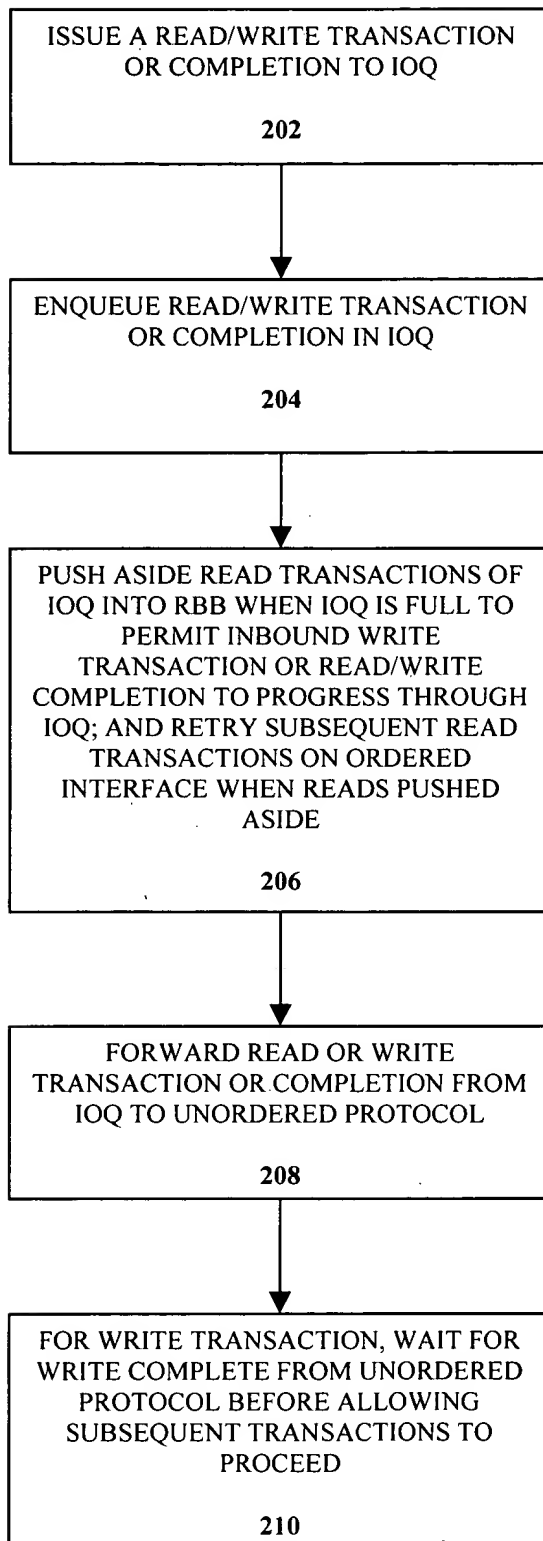 ISSUE A READ/WRITE TRANSACTION
OR COMPLETION TO IOQ
202
ENQUEUE READ/WRITE TRANSACTION
OR COMPLETION IN IOQ
204
PUSH ASIDE READ TRANSACTIONS OF
IOQ INTO RBB WHEN IOQ IS FULL TO
PERMIT INBOUND WRITE
TRANSACTION OR READ/WRITE
COMPLETION TO PROGRESS THROUGH
IOQ; AND RETRY SUBSEQUENT READ
TRANSACTIONS ON ORDERED
INTERFACE WHEN READS PUSHED
ASIDE
206
FORWARD READ OR WRITE
TRANSACTION OR COMPLETION FROM
IOQ TO UNORDERED PROTOCOL
208
FOR WRITE TRANSACTION, WAIT FOR
WRITE COMPLETE FROM UNORDERED
PROTOCOL BEFORE ALLOWING
SUBSEQUENT TRANSACTIONS TO
PROCEED
210